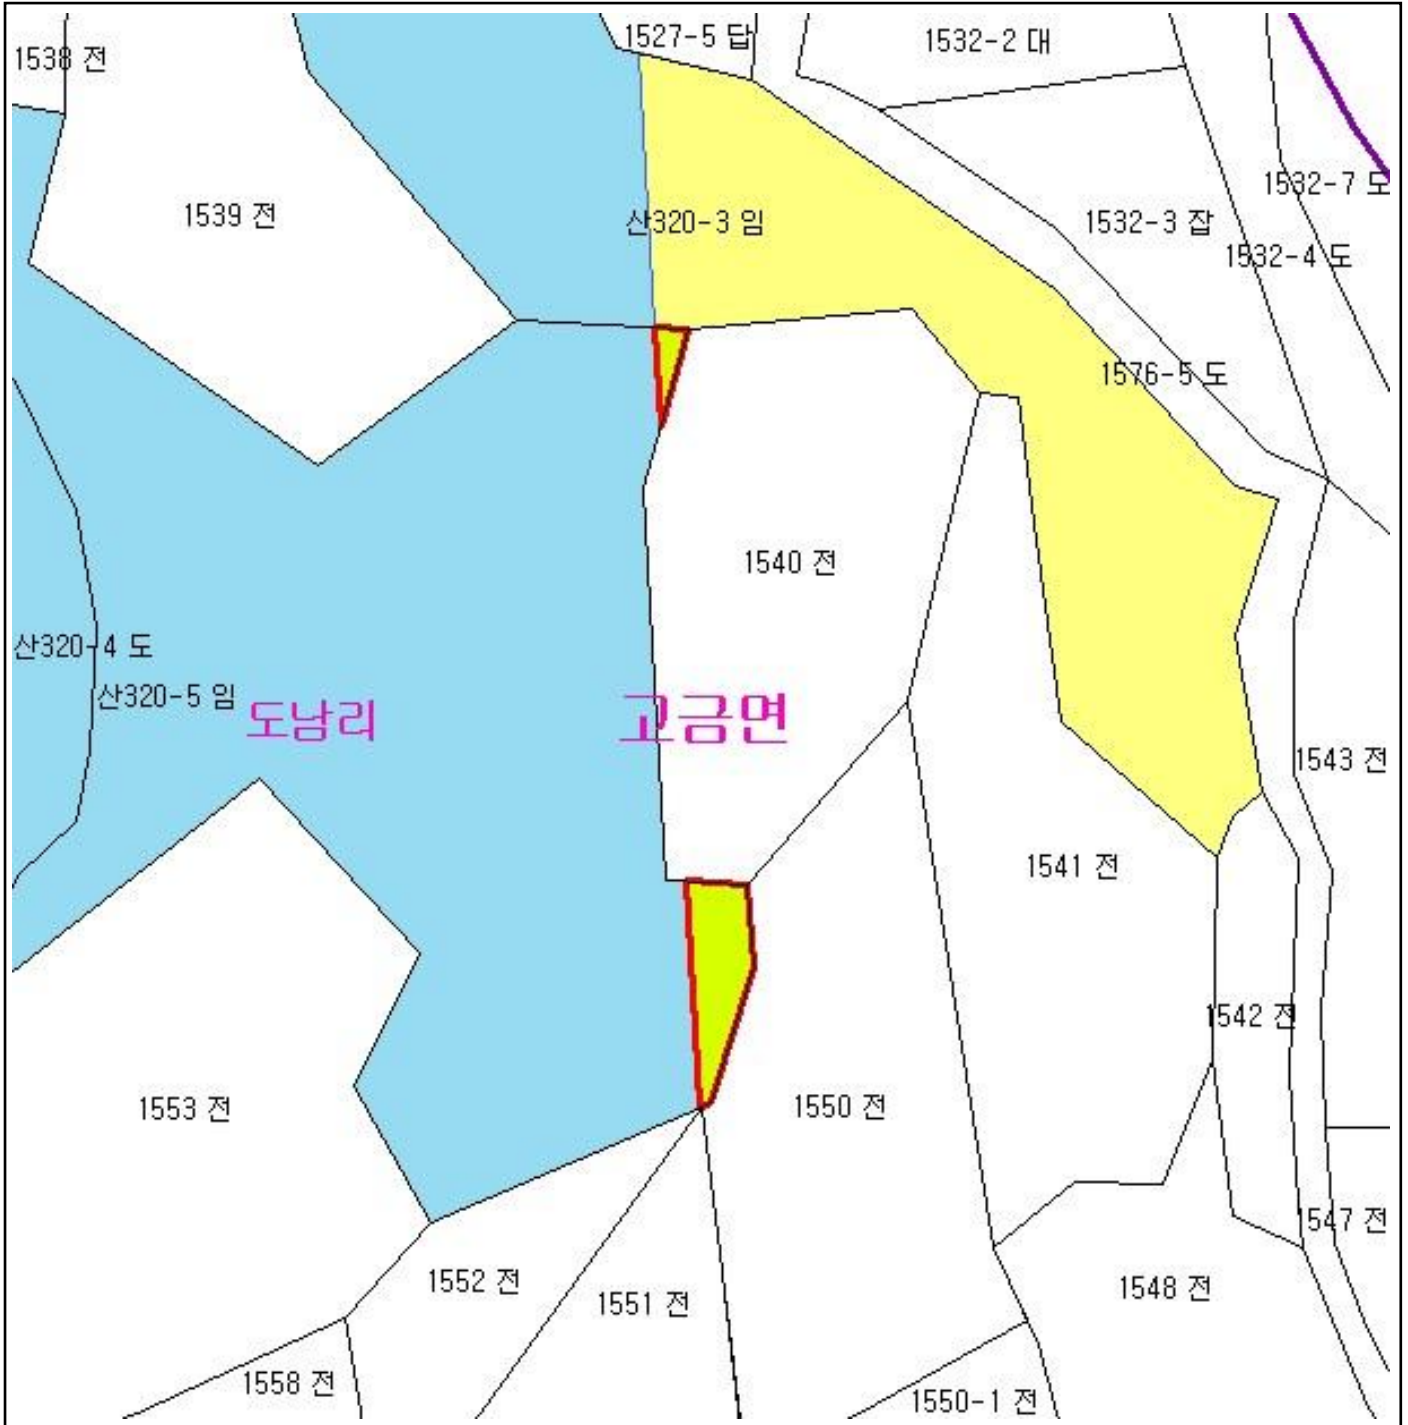 1527-5 답
1532-2 대
1538 전
1532-7 도
1539 전
산320-3 임
1532-3 잡
1532-4 도
1576-5 도
1540 전
산320-4 도
산320-5 임
도남리
고금면
1543 전
1541 전
1542 전
1553 전
1550 전
1547 전
1552 전
1548 전
1551 전
1558 전
1550-1 전